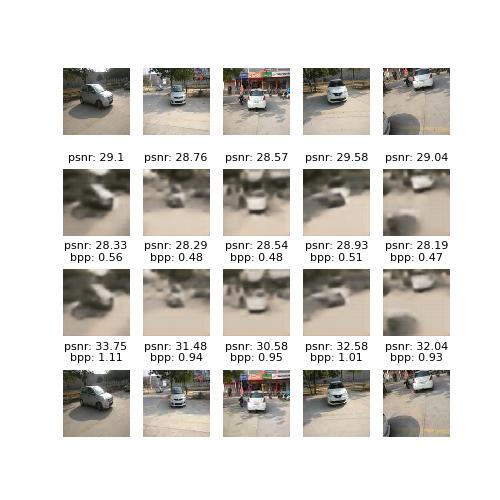 psnr: 29.1 psnr: 28.76 psnr: 28.57 psnr: 29.58 psnr: 29.04
psnr: 28.33 psnr: 28.29 psnr: 28.54 psnr: 28.93 psnr: 28.19
bpp: 0.56 bpp: 0.48 bpp: 0.48 bpp: 0.51 bpp: 0.47
psnr: 33.75 psnr: 31.48 psnr: 30.58 psnr: 32.58 psnr: 32.04
bpp: 1.11 bpp: 0.94 bpp: 0.95 bpp: 1.01 bpp: 0.93